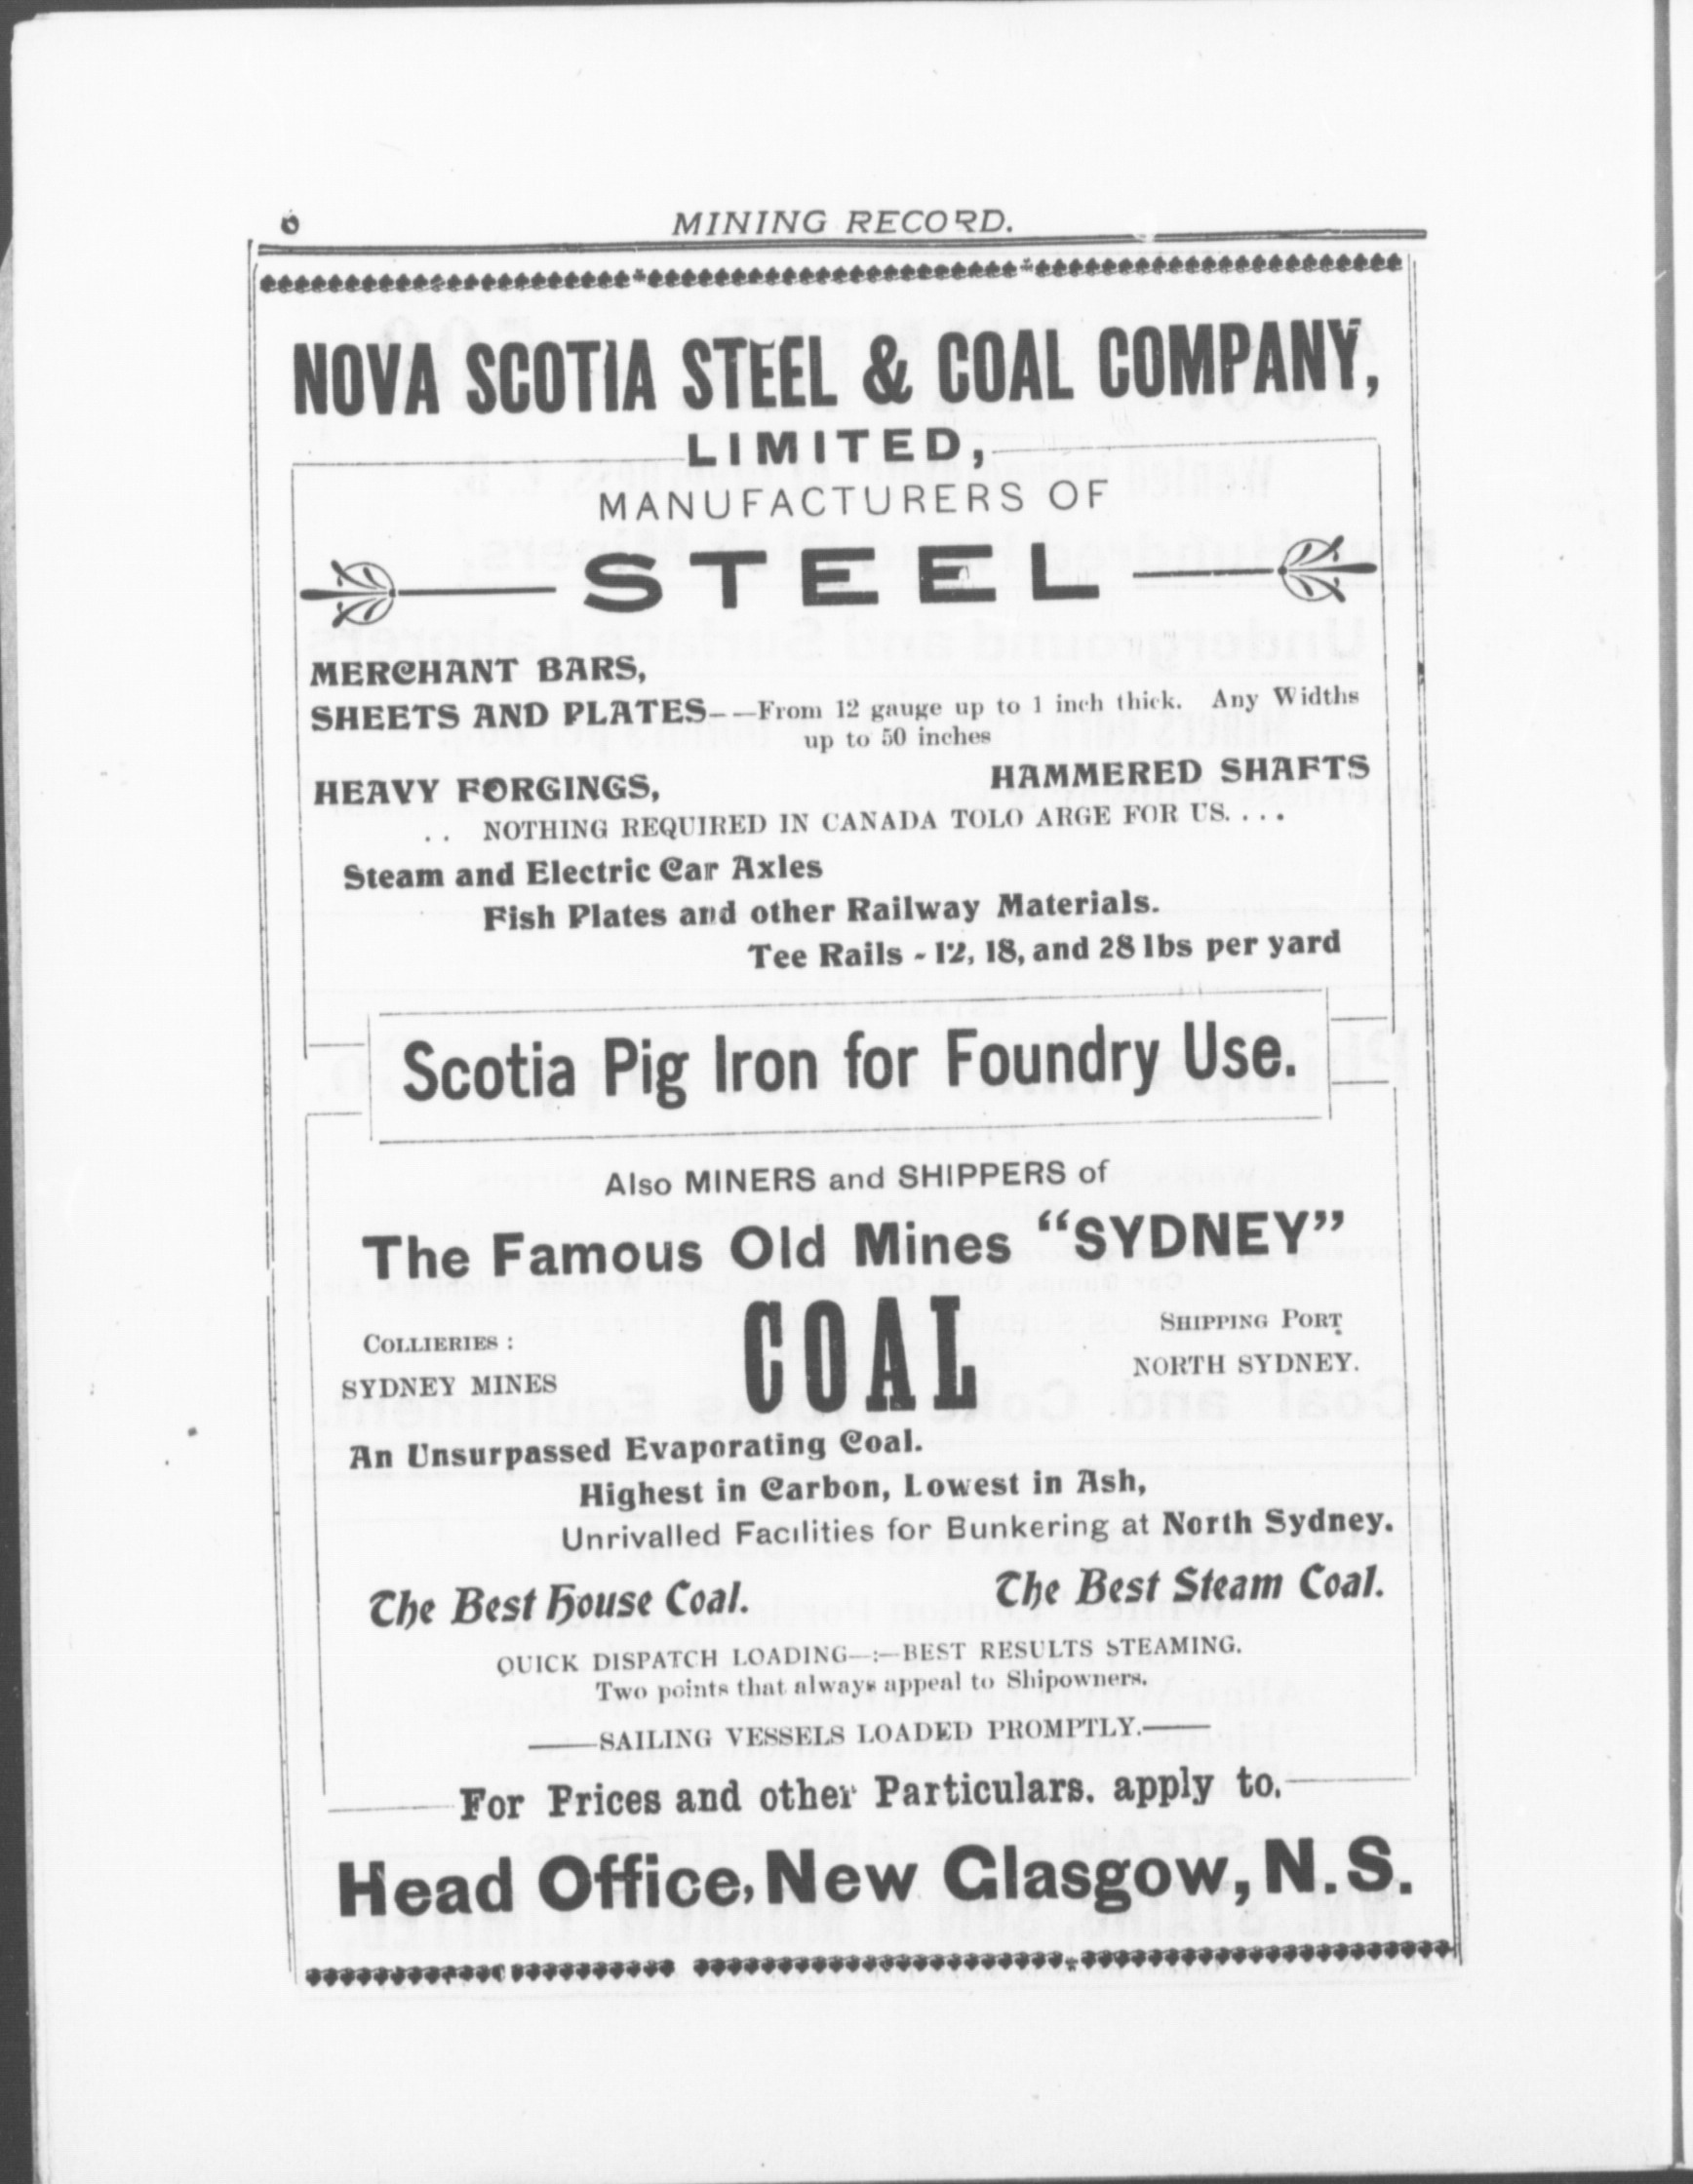 6
MINING RECORD.
NOVA SCOTIA STEEL & COAL COMPANY,
LIMITED,
MANUFACTURERS OF
STEEL
MERCHANT BARS,
SHEETS AND PLATES--From 12 gauge up to 1 inch thick. Any Widths
up to 50 inches
HEAVY FORGINGS, HAMMERED SHAFTS
.. NOTHING REQUIRED IN CANADA TOLO ARGE FOR US. . . .
Steam and Electric Car Axles
Fish Plates and other Railway Materials.
Tee Rails - 12, 18, and 28 lbs per yard
Scotia Pig Iron for Foundry Use.
Also MINERS and SHIPPERS of
The Famous Old Mines "SYDNEY"
COAL
COLLIERIES :
SYDNEY MINES
SHIPPING PORT
NORTH SYDNEY.
An Unsurpassed Evaporating Coal.
Highest in Carbon, Lowest in Ash,
Unrivalled Facilities for Bunkering at North Sydney.
The Best House Coal. The Best Steam Coal.
QUICK DISPATCH LOADING—:—BEST RESULTS STEAMING.
Two points that always appeal to Shipowners.
——SAILING VESSELS LOADED PROMPTLY.——
For Prices and other Particulars. apply to.
Head Office, New Glasgow, N.S.